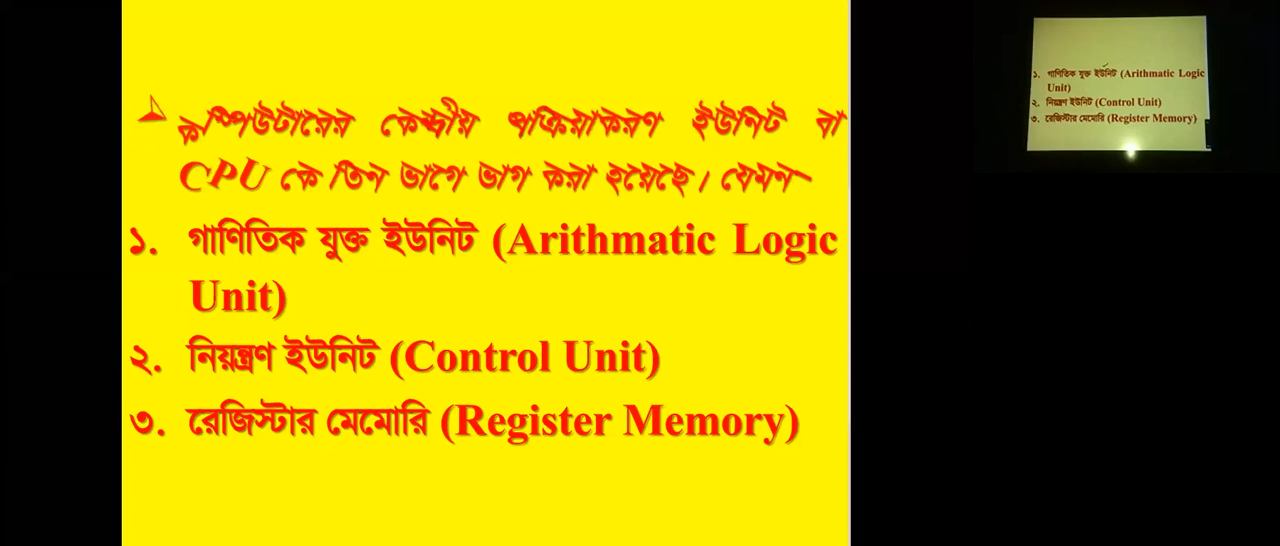 ➢ কম্পিউটারের কেন্দ্রীয় প্রক্রিয়াকরণ ইউনিট বা
CPU কে তিন ভাগে ভাগ করা হয়েছে। যেমন-
১. গাণিতিক যুক্ত ইউনিট (Arithmatic Logic
Unit)
২. নিয়ন্ত্রণ ইউনিট (Control Unit)
৩. রেজিস্টার মেমোরি (Register Memory)
১. গাণিতিক যুক্ত ইউনিট (Arithmatic Logic
Unit)
২. নিয়ন্ত্রণ ইউনিট (Control Unit)
৩. রেজিস্টার মেমোরি (Register Memory)